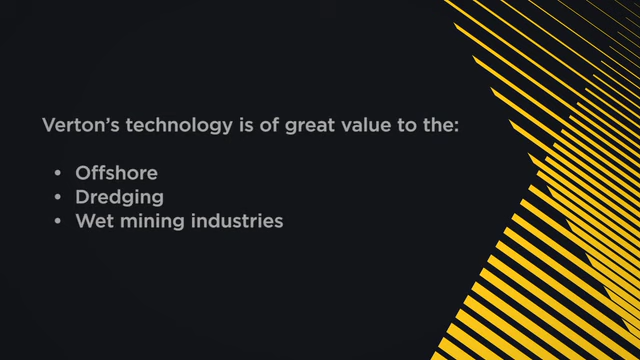 Verton’s technology is of great value to the:
• Offshore
• Dredging
• Wet mining industries